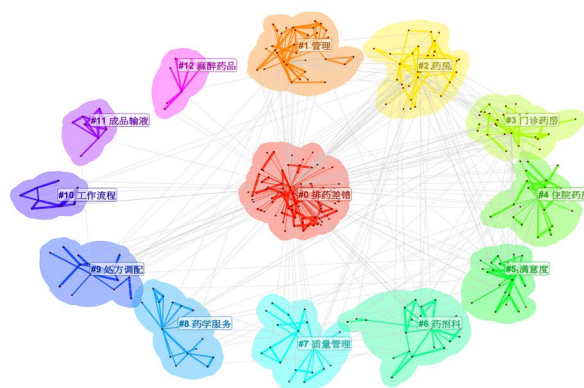 #12 麻醉药品
#1 管理
#2 药房
#11 成品输液
#3 门诊药房
#0 排药差错
#10 工作流程
#4 住院药房
#9 处方调配
#5 满意度
#8 药学服务
#7 质量管理
#6 药剂科